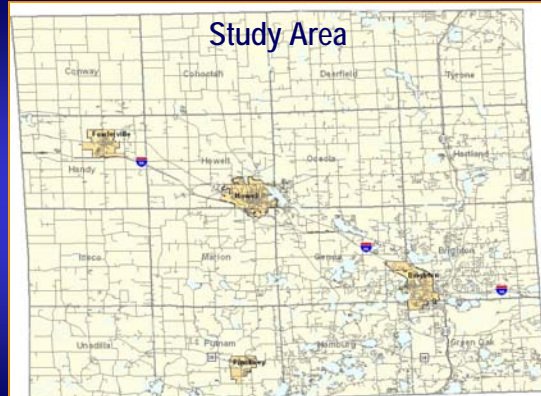 Study Area
Conway
Cohoctah
Deerfield
Tyrone
Fowlerville
Handy
Howell
Oceola
Hartland
Howell
Iosco
Marion
Genoa
Brighton
Brighton
Unadilla
Putnam
Hamburg
Green Oak
Pinckney